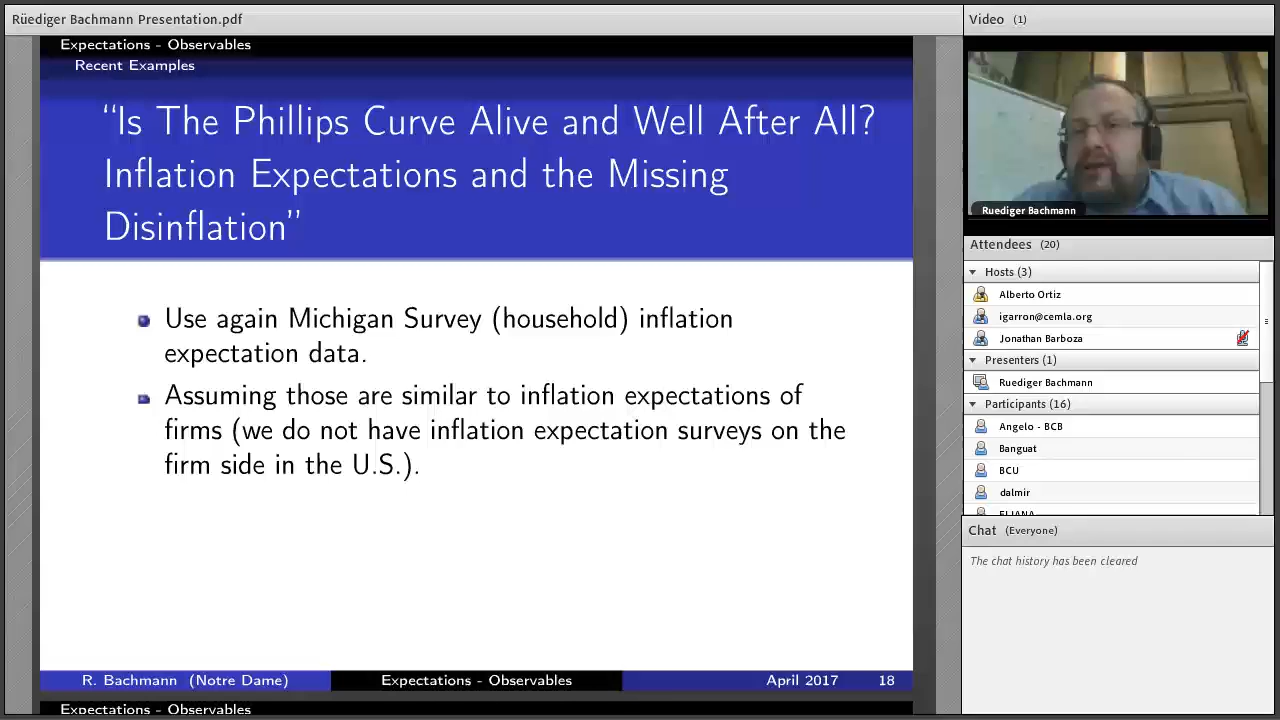 Rüediger Bachmann Presentation.pdf
Expectations - Observables
Recent Examples
“Is The Phillips Curve Alive and Well After All?
Inflation Expectations and the Missing
Disinflation”
Use again Michigan Survey (household) inflation
expectation data.
Assuming those are similar to inflation expectations of
firms (we do not have inflation expectation surveys on the
firm side in the U.S.).
R. Bachmann (Notre Dame)
Expectations - Observables
April 2017
18
Expectations - Observables
Video (1)
Ruediger Bachmann
Attendees (20)
Hosts (3)
Alberto Ortiz
igarron@cemla.org
Jonathan Barboza
Presenters (1)
Ruediger Bachmann
Participants (16)
Angelo - BCB
Banguat
BCU
dalmir
ELIANA
Chat (Everyone)
The chat history has been cleared